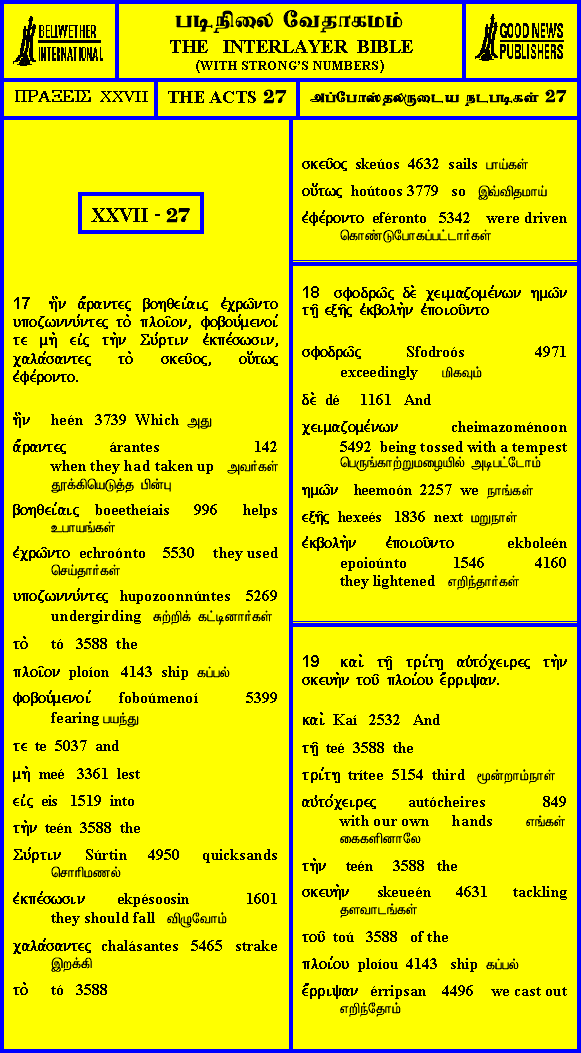 BELLWETHER
INTERNATIONAL
படிநிலை வேதாகமம்
THE INTERLAYER BIBLE
(WITH STRONG'S NUMBERS)
GOOD NEWS
PUBLISHERS
ΠΡΑΞΕΙΣ XXVII
THE ACTS 27
அப்போஸ்தலருடைய நடபடிகள் 27
XXVII - 27
17 ἣν ἄραντες βοηθείαις ἐχρῶντο
υποζωννύντες τὸ πλοῖον, φοβούμενοί
τε μὴ εἰς τὴν Σύρτιν ἐκπέσωσιν,
χαλάσαντες τὸ σκεῦος, οὕτως
ἐφέροντο.
ἣν heén 3739 Which அது
ἄραντες árantes 142
when they had taken up அவர்கள்
தூக்கியெடுத்த பின்பு
βοηθείαις boeetheíais 996 helps
உபாயங்கள்
ἐχρῶντο echroónto 5530 they used
செய்தார்கள்
υποζωννύντες hupozoonnúntes 5269
undergirding சுற்றிக் கட்டினார்கள்
τὸ tó 3588 the
πλοῖον ploíon 4143 ship கப்பல்
φοβούμενοί foboúmenoí 5399
fearing பயந்து
τε te 5037 and
μὴ meé 3361 lest
εἰς eis 1519 into
τὴν teén 3588 the
Σύρτιν Súrtin 4950 quicksands
சொரிமணல்
ἐκπέσωσιν ekpésoosin 1601
they should fall விழுவோம்
χαλάσαντες chalásantes 5465 strake
இறக்கி
τὸ tó 3588
σκεῦος skeúos 4632 sails பாய்கள்
οὕτως hoútoos 3779 so இவ்விதமாய்
ἐφέροντο eféronto 5342 were driven
கொண்டுபோகப்பட்டார்கள்
18 σφοδρῶς δὲ χειμαζομένων ημῶν
τῇ εξῆς ἐκβολὴν ἐποιοῦντο
σφοδρῶς Sfodroós 4971
exceedingly மிகவும்
δὲ dé 1161 And
χειμαζομένων cheimazoménoon
5492 being tossed with a tempest
பெருங்காற்றுமழையில் அடிபட்டோம்
ημῶν heemoón 2257 we நாங்கள்
εξῆς hexeés 1836 next மறுநாள்
ἐκβολὴν ἐποιοῦντο ekboleén
epoioúnto 1546 4160
they lightened எறிந்தார்கள்
19 καὶ τῇ τρίτῃ αὐτόχειρες τὴν
σκευὴν τοῦ πλοίου ἔρριψαν.
καὶ Kaí 2532 And
τῇ teé 3588 the
τρίτῃ trítee 5154 third மூன்றாம்நாள்
αὐτόχειρες autócheires 849
with our own hands எங்கள்
கைகளினாலே
τὴν teén 3588 the
σκευὴν skeueén 4631 tackling
தளவாடங்கள்
τοῦ toú 3588 of the
πλοίου ploíou 4143 ship கப்பல்
ἔρριψαν érripsan 4496 we cast out
எறிந்தோம்